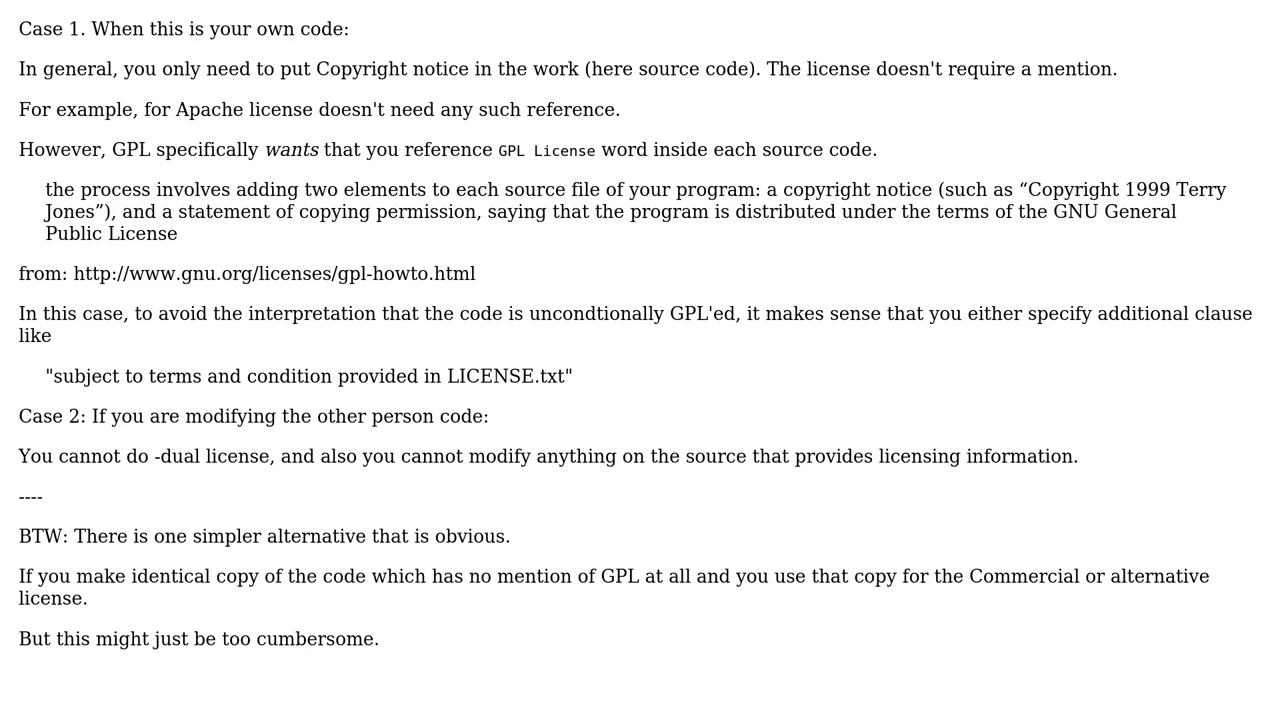 Case 1. When this is your own code:
In general, you only need to put Copyright notice in the work (here source code). The license doesn't require a mention.
For example, for Apache license doesn't need any such reference.
However, GPL specifically wants that you reference GPL License word inside each source code.
the process involves adding two elements to each source file of your program: a copyright notice (such as “Copyright 1999 Terry
Jones”), and a statement of copying permission, saying that the program is distributed under the terms of the GNU General
Public License
from: http://www.gnu.org/licenses/gpl-howto.html
In this case, to avoid the interpretation that the code is uncondtionally GPL'ed, it makes sense that you either specify additional clause
like
"subject to terms and condition provided in LICENSE.txt"
Case 2: If you are modifying the other person code:
You cannot do -dual license, and also you cannot modify anything on the source that provides licensing information.
----
BTW: There is one simpler alternative that is obvious.
If you make identical copy of the code which has no mention of GPL at all and you use that copy for the Commercial or alternative
license.
But this might just be too cumbersome.